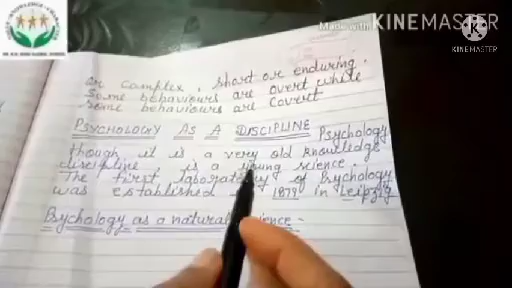 Made with KINEMASTER
KINEMASTER
or complex, short or enduring.
Some behaviours are overt while
some behaviours are covert
PSYCHOLOGY AS A DISCIPLINE Psychology
though it is a very old knowledge
discipline is a young science.
The first laboratory of Psychology
was established 1879 in Leipzig
Psychology as a natural science -